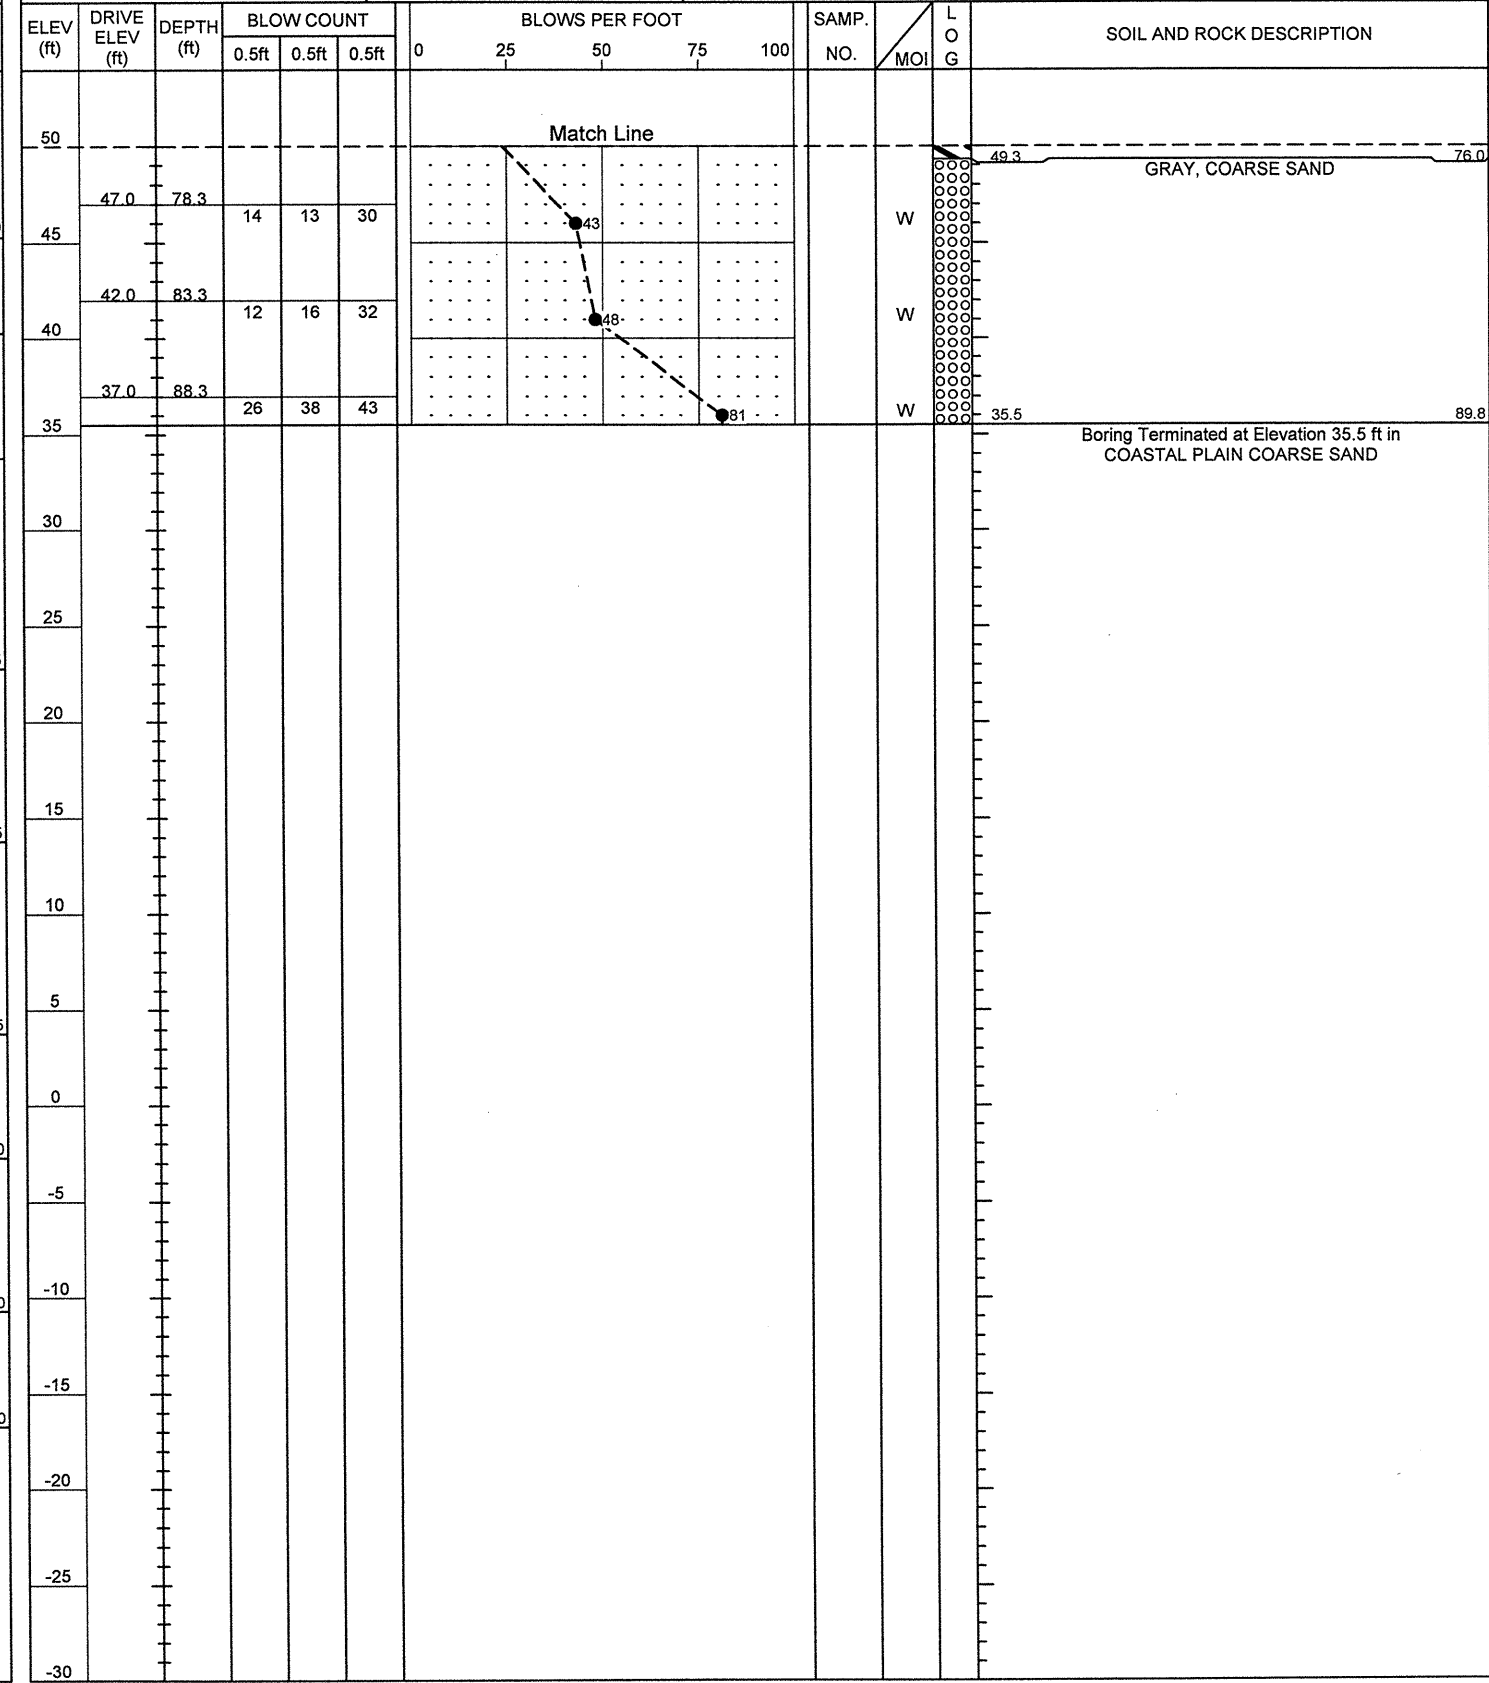 ELEV (ft) DRIVE ELEV (ft) DEPTH (ft) BLOW COUNT BLOWS PER FOOT SAMP. NO. MOI LOG SOIL AND ROCK DESCRIPTION
0.5ft 0.5ft 0.5ft 0 25 50 75 100
Match Line
50
49.3 76.0
GRAY, COARSE SAND
47.0 78.3
14 13 30 43 W
45
42.0 83.3
12 16 32 48 W
40
37.0 88.3
26 38 43 81 W 35.5 89.8
35
Boring Terminated at Elevation 35.5 ft in
COASTAL PLAIN COARSE SAND
30
25
20
15
10
5
0
-5
-10
-15
-20
-25
-30